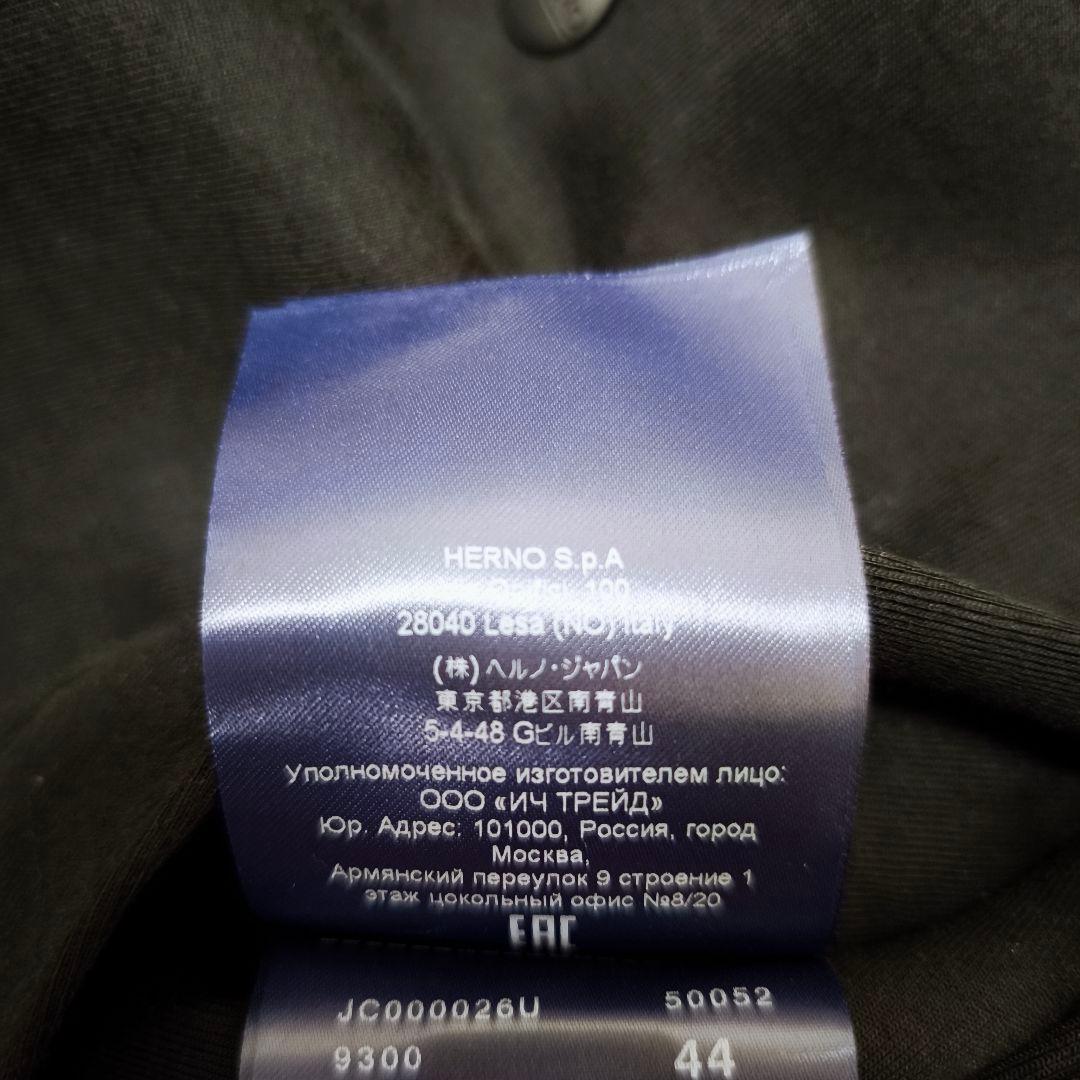 HERNO S.p.A
100
28040 Lesa (NO) Italy
(株)ヘルノ・ジャパン
東京都港区南青山
5-4-48 Gビル南青山
Уполномоченное изготовителем лицо:
ООО «ИЧ ТРЕЙД»
Юр. Адрес: 101000, Россия, город
Москва,
Армянский переулок 9 строение 1
этаж цокольный офис №8/20
EAC
JC000026U 50052
9300 44